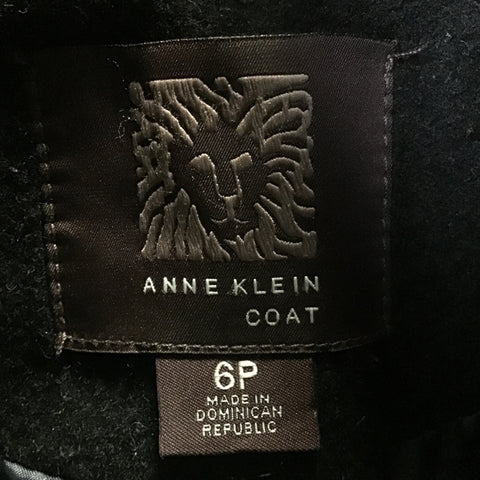 ANNE KLEIN
COAT
6P
MADE IN
DOMINICAN
REPUBLIC